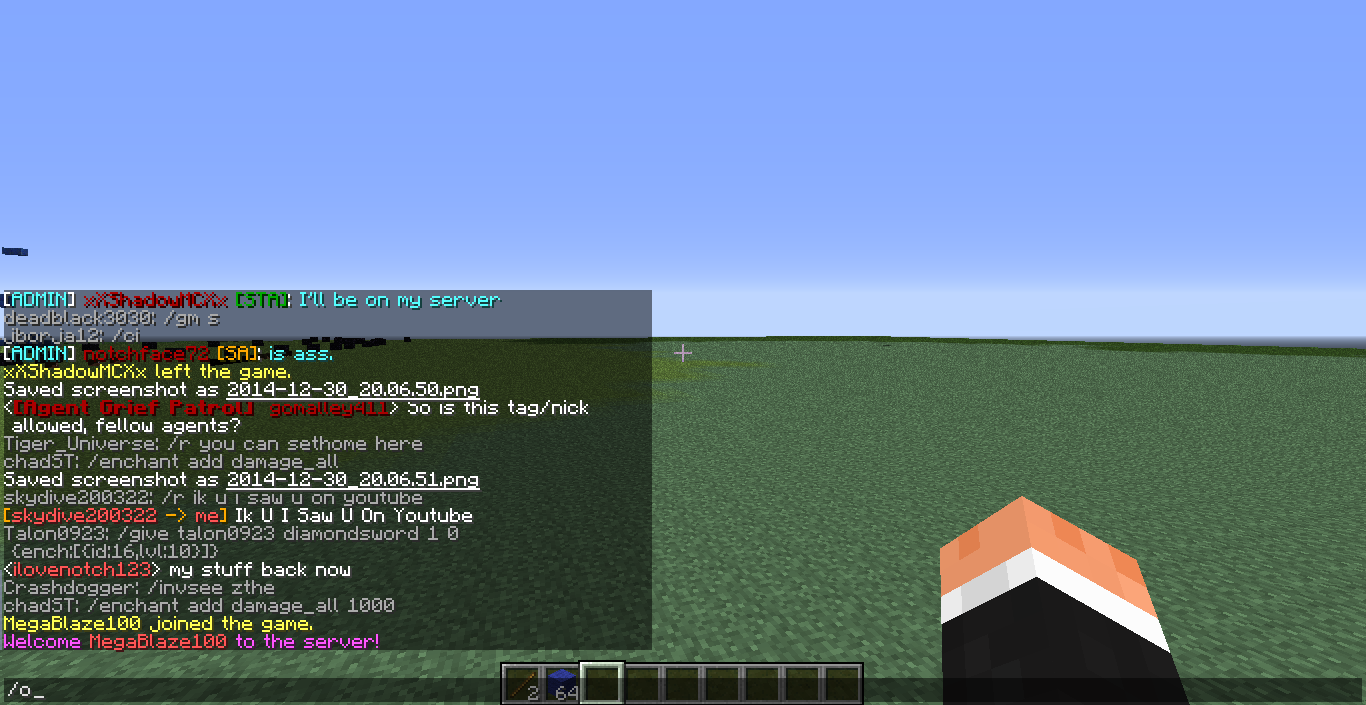 [ADMIN] xXShadowMCXx [STA]: I'll be on my server
deadblack3030: /gm s
jborja12: /ci
[ADMIN] notchface72 [SA]: is ass.
xXShadowMCXx left the game.
Saved screenshot as 2014-12-30_20.06.50.png
<[Agent Grief Patrol] gomalley411> So is this tag/nick
allowed, fellow agents?
Tiger_Universe: /r you can sethome here
chad5T: /enchant add damage_all
Saved screenshot as 2014-12-30_20.06.51.png
skydive200322: /r ik u i saw u on youtube
[skydive200322 -> me] Ik U I Saw U On Youtube
Talon0923: /give talon0923 diamondsword 1 0
{ench:[{id:16,lvl:10}]}
<ilovenotch123> my stuff back now
Crashdogger: /invsee zthe
chad5T: /enchant add damage_all 1000
MegaBlaze100 joined the game.
Welcome MegaBlaze100 to the server!
2 64
/o_